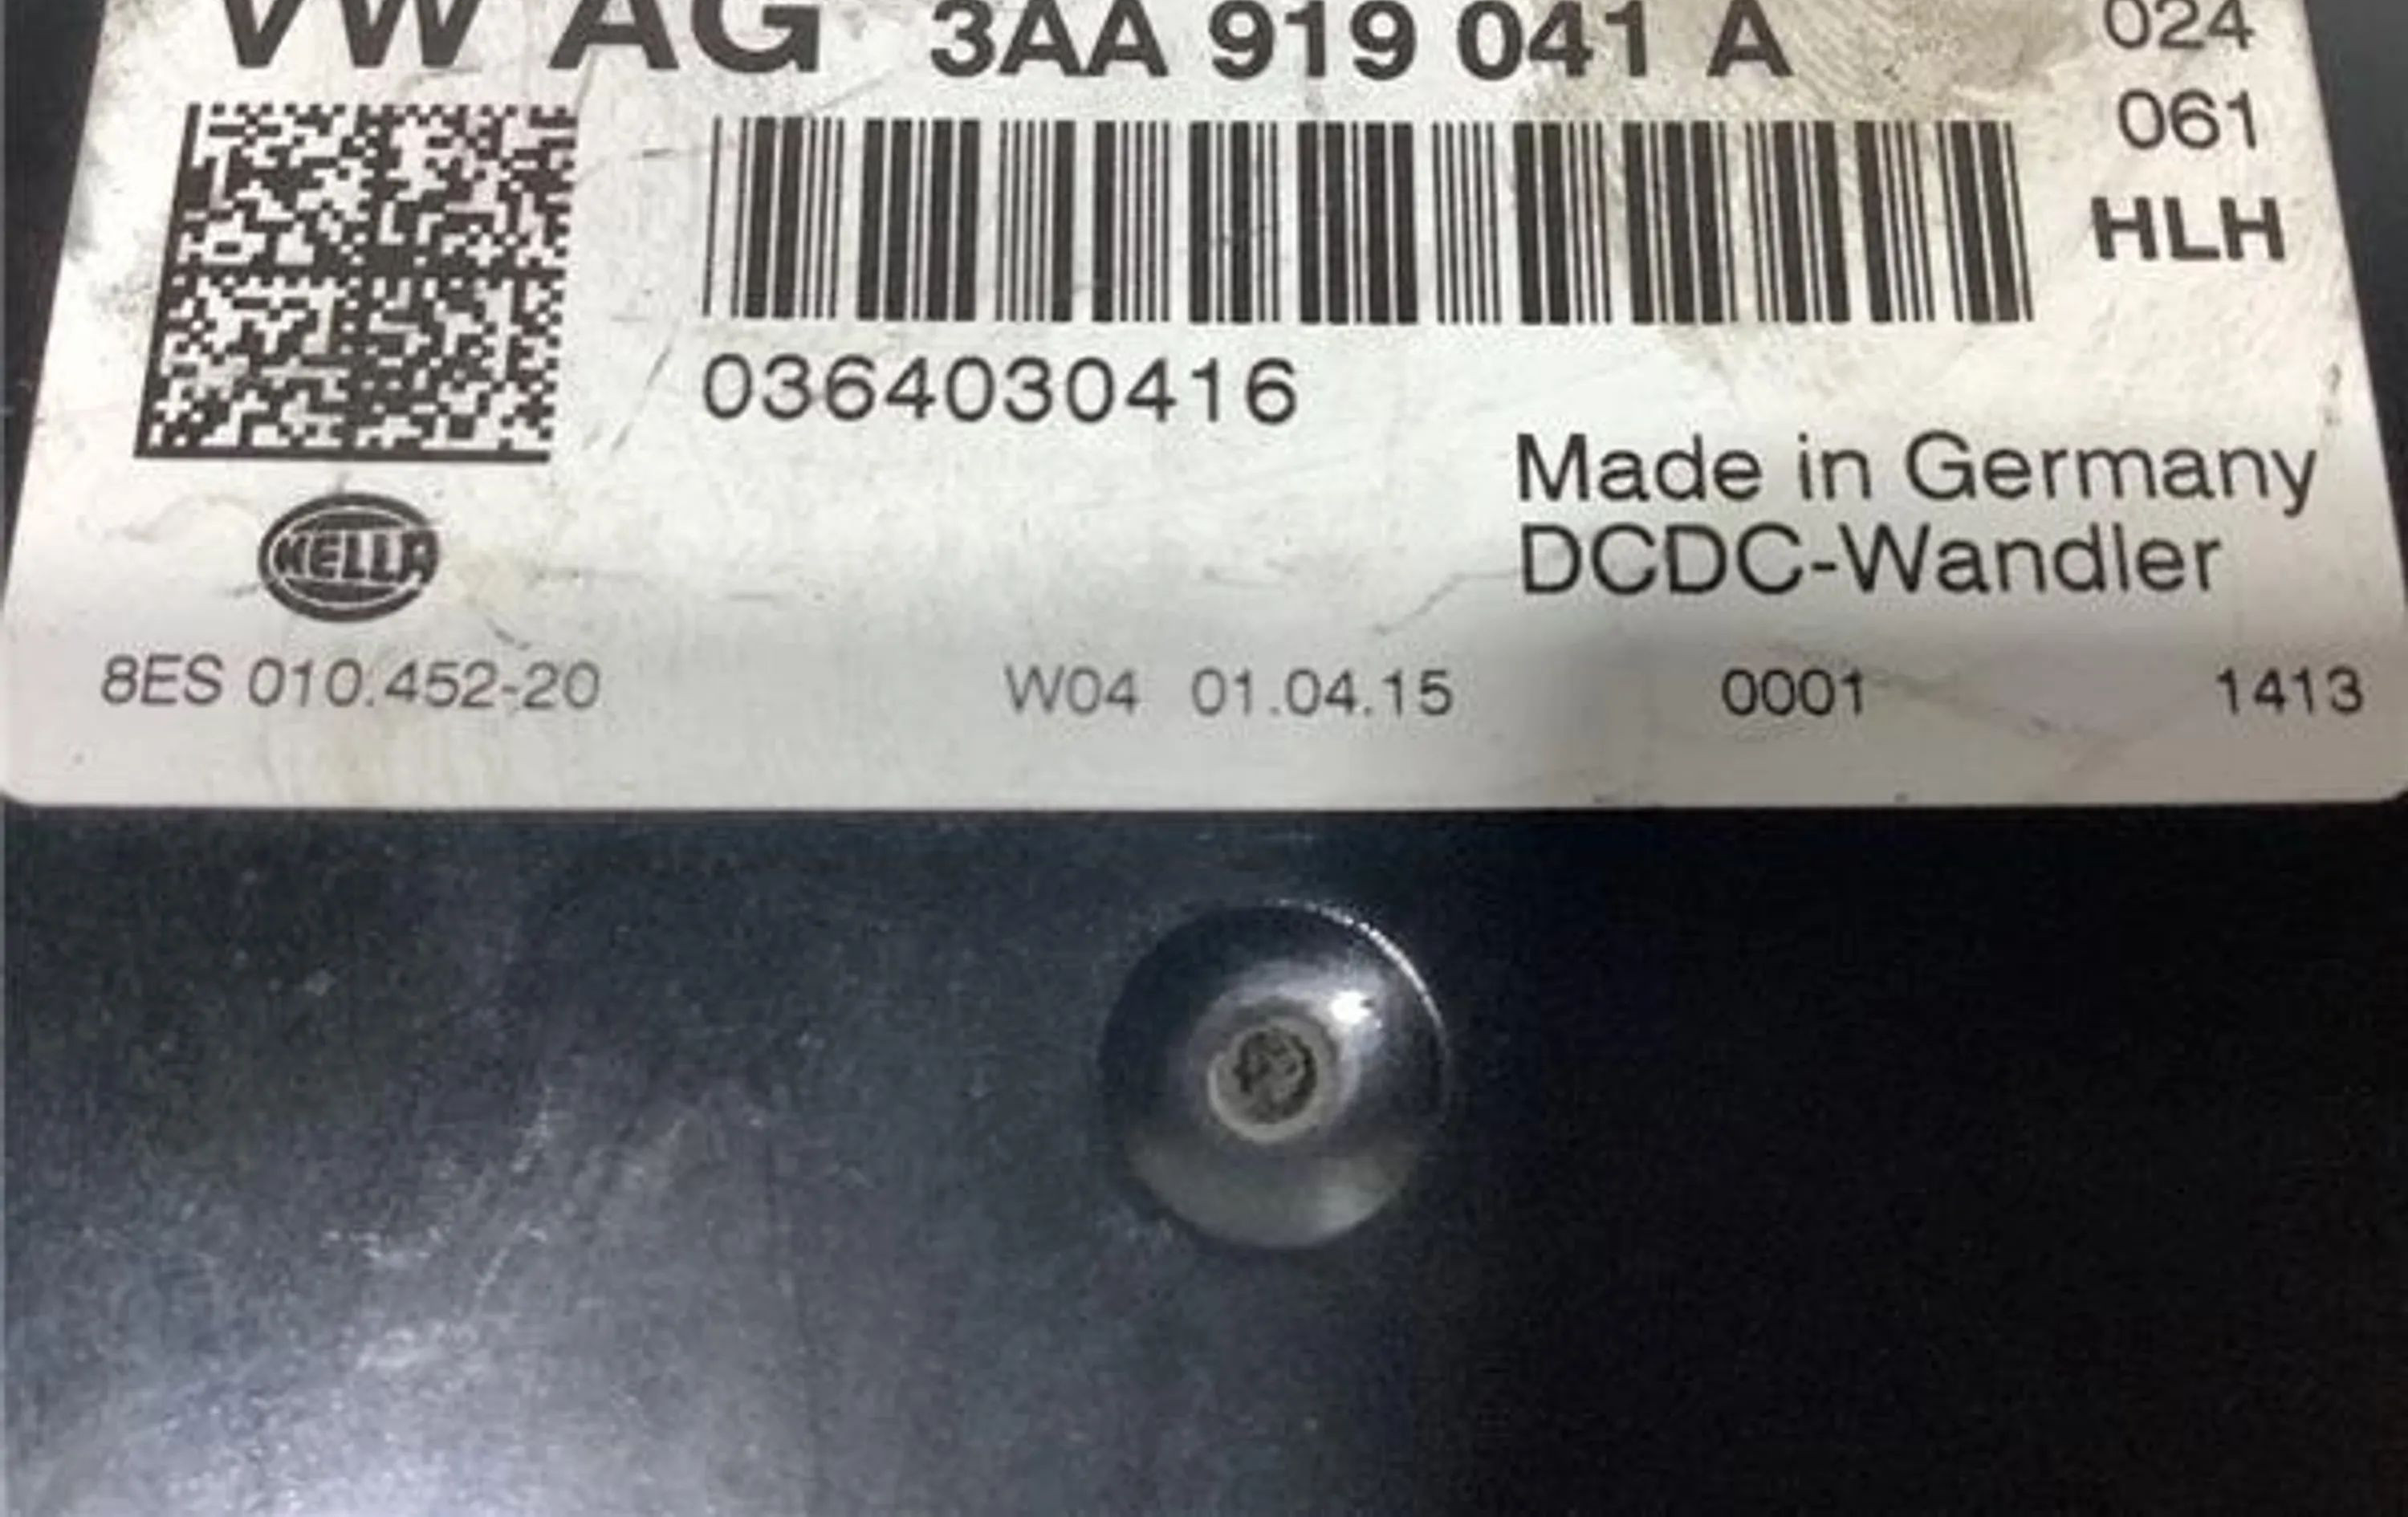 VW AG 3AA 919 041 A
024
061
HLH
0364030416
Made in Germany
DCDC-Wandler
HELLA
8ES 010.452-20 W04 01.04.15 0001 1413